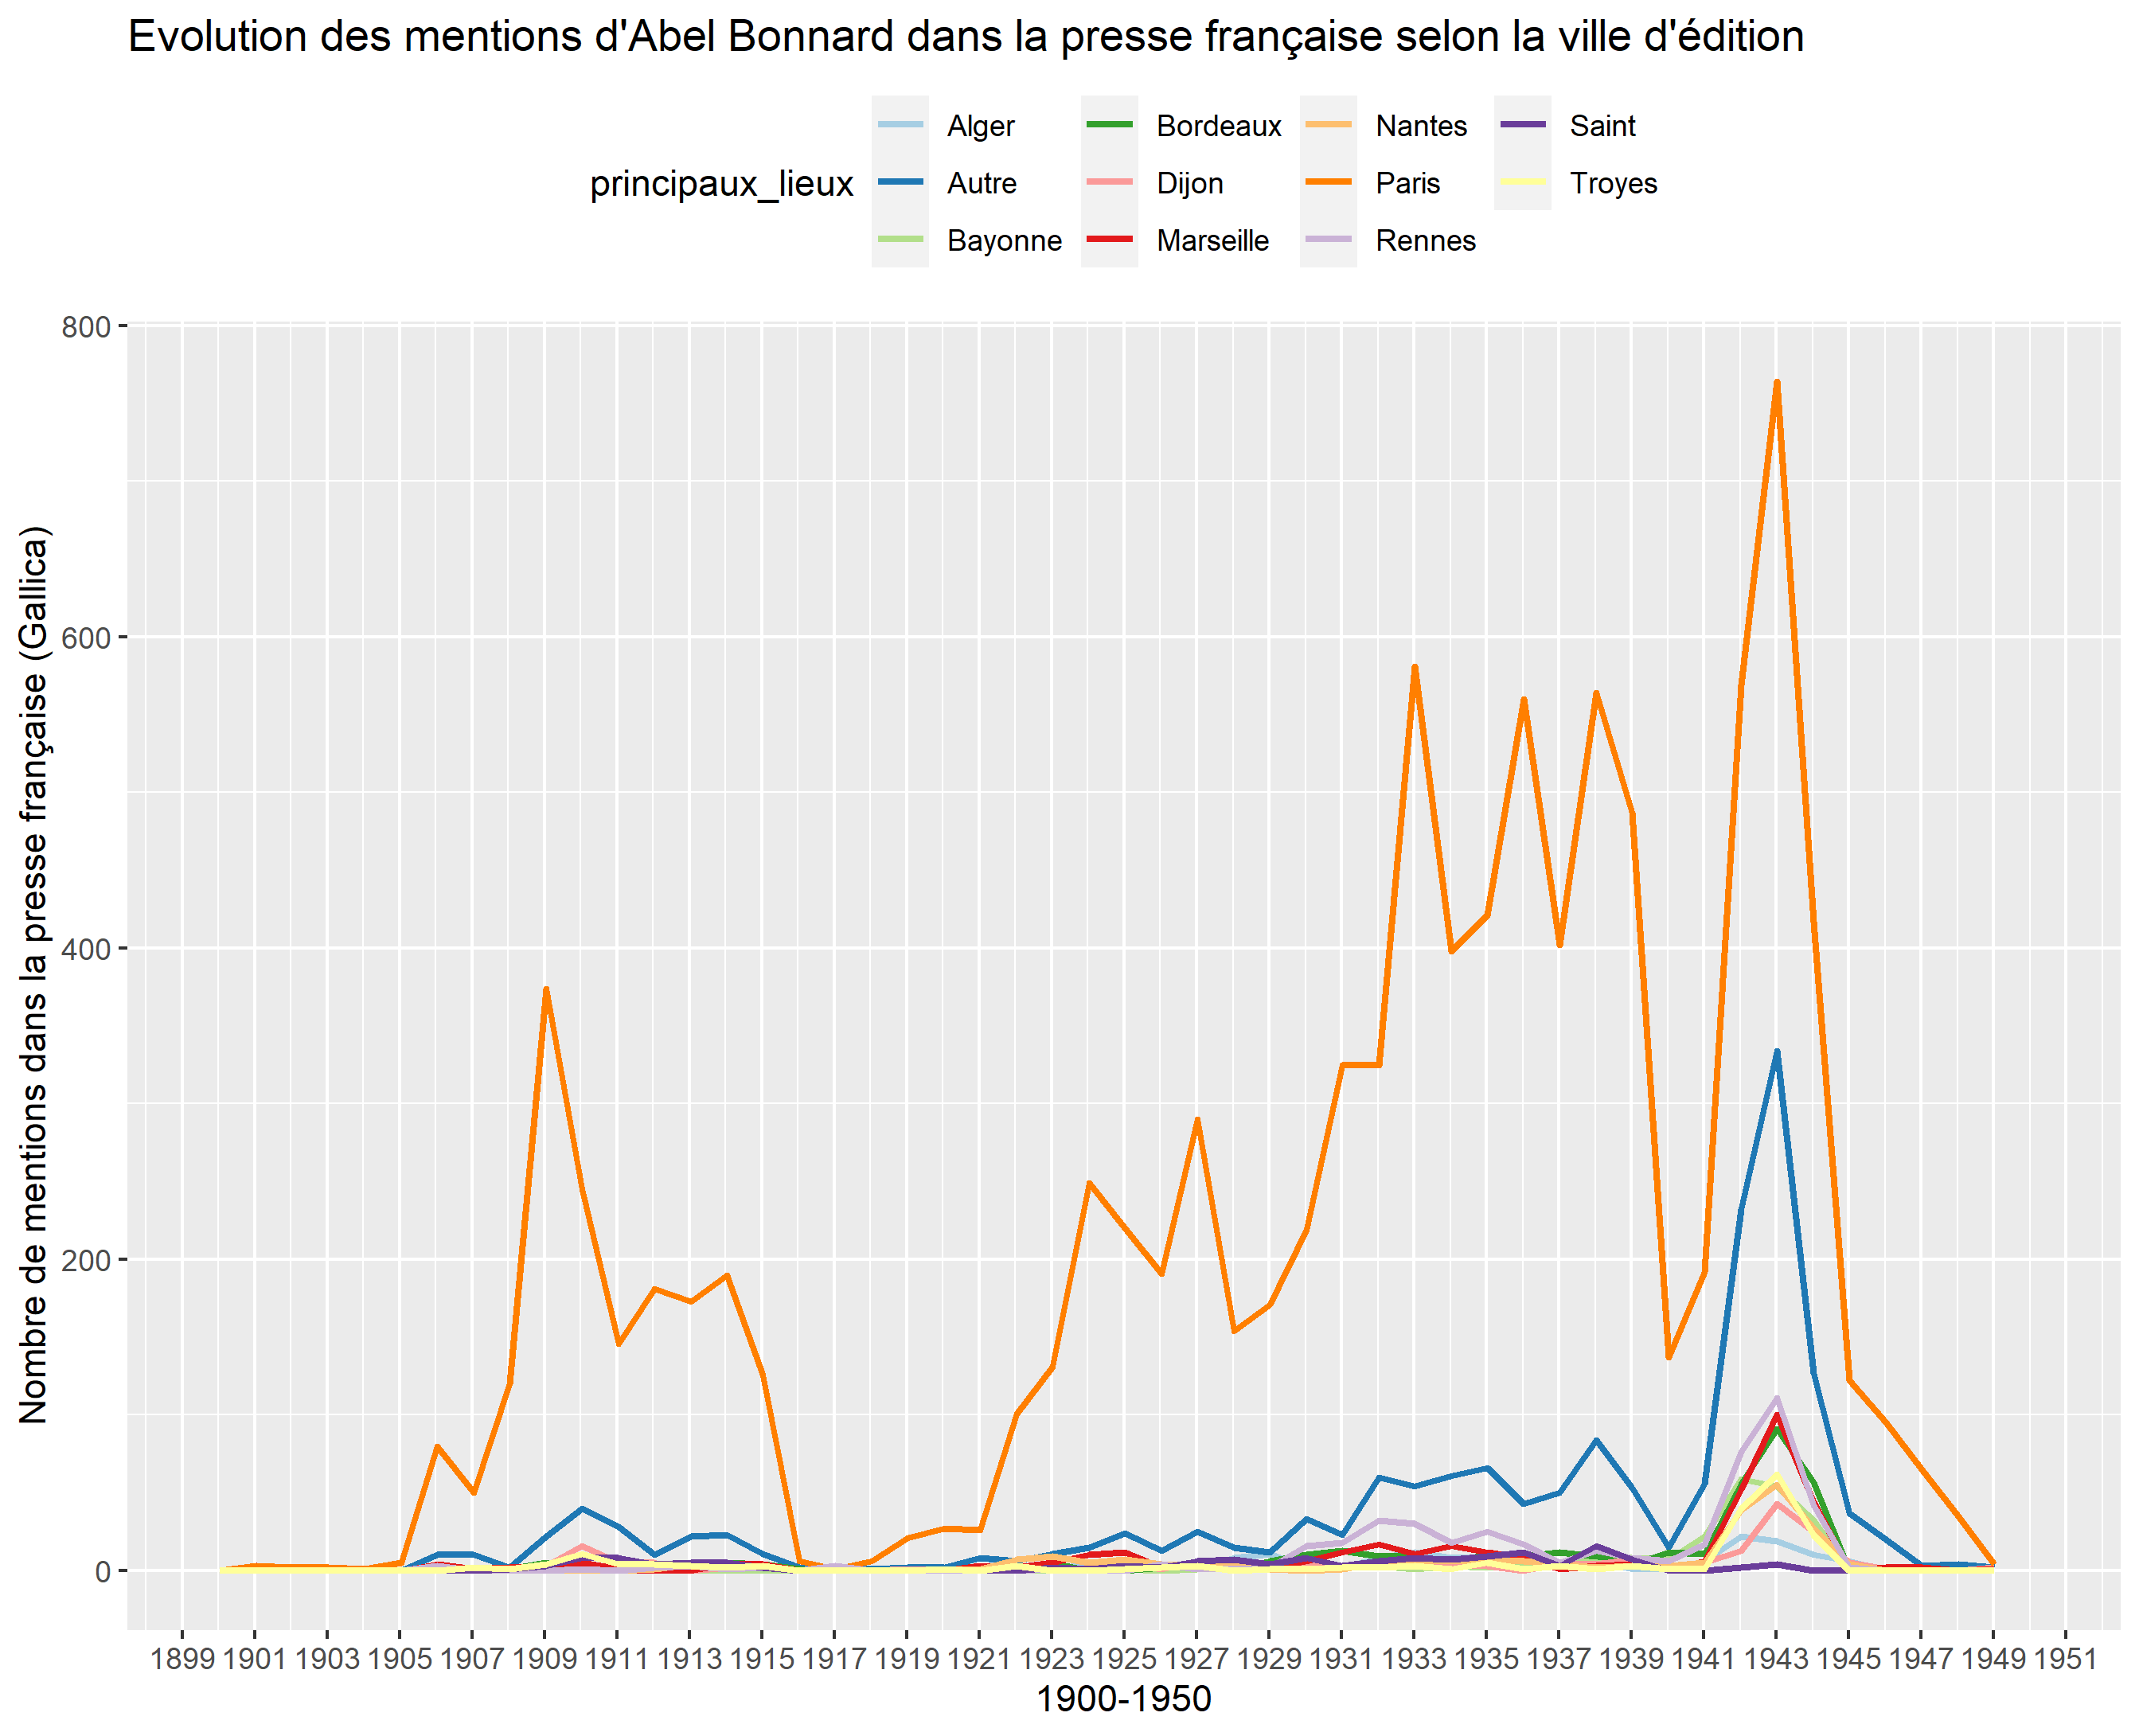 Evolution des mentions d'Abel Bonnard dans la presse française selon la ville d'édition
principaux_lieux
Alger
Autre
Bayonne
Bordeaux
Dijon
Marseille
Nantes
Paris
Rennes
Saint
Troyes
Nombre de mentions dans la presse française (Gallica)
800
600
400
200
0
1899 1901 1903 1905 1907 1909 1911 1913 1915 1917 1919 1921 1923 1925 1927 1929 1931 1933 1935 1937 1939 1941 1943 1945 1947 1949 1951
1900-1950